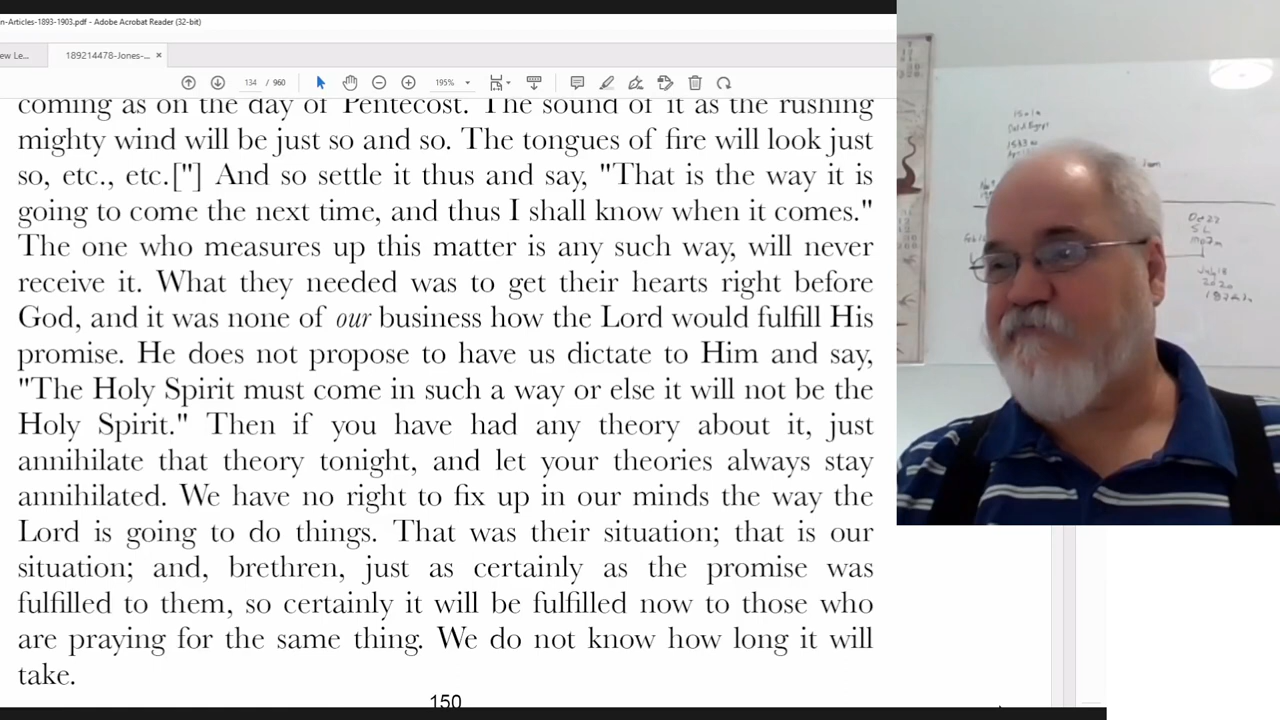 n-Articles-1893-1903.pdf - Adobe Acrobat Reader (32-bit)
ew Le...
189214478-Jones-... ×
134 / 960
195%
coming as on the day of Pentecost. The sound of it as the rushing
mighty wind will be just so and so. The tongues of fire will look just
so, etc., etc.["] And so settle it thus and say, "That is the way it is
going to come the next time, and thus I shall know when it comes."
The one who measures up this matter is any such way, will never
receive it. What they needed was to get their hearts right before
God, and it was none of our business how the Lord would fulfill His
promise. He does not propose to have us dictate to Him and say,
"The Holy Spirit must come in such a way or else it will not be the
Holy Spirit." Then if you have had any theory about it, just
annihilate that theory tonight, and let your theories always stay
annihilated. We have no right to fix up in our minds the way the
Lord is going to do things. That was their situation; that is our
situation; and, brethren, just as certainly as the promise was
fulfilled to them, so certainly it will be fulfilled now to those who
are praying for the same thing. We do not know how long it will
take.
150
Oct 22
July 18
2020